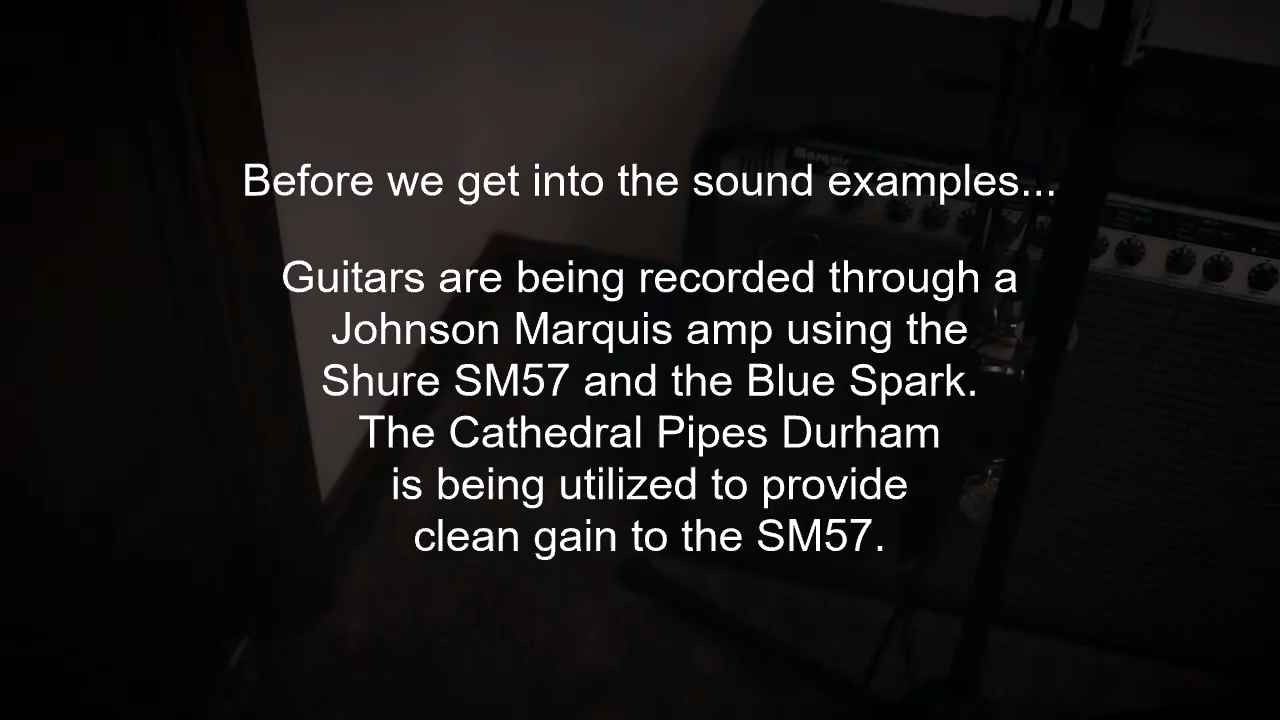 Before we get into the sound examples...
Marquis
Guitars are being recorded through a
Johnson Marquis amp using the
Shure SM57 and the Blue Spark.
The Cathedral Pipes Durham
is being utilized to provide
clean gain to the SM57.